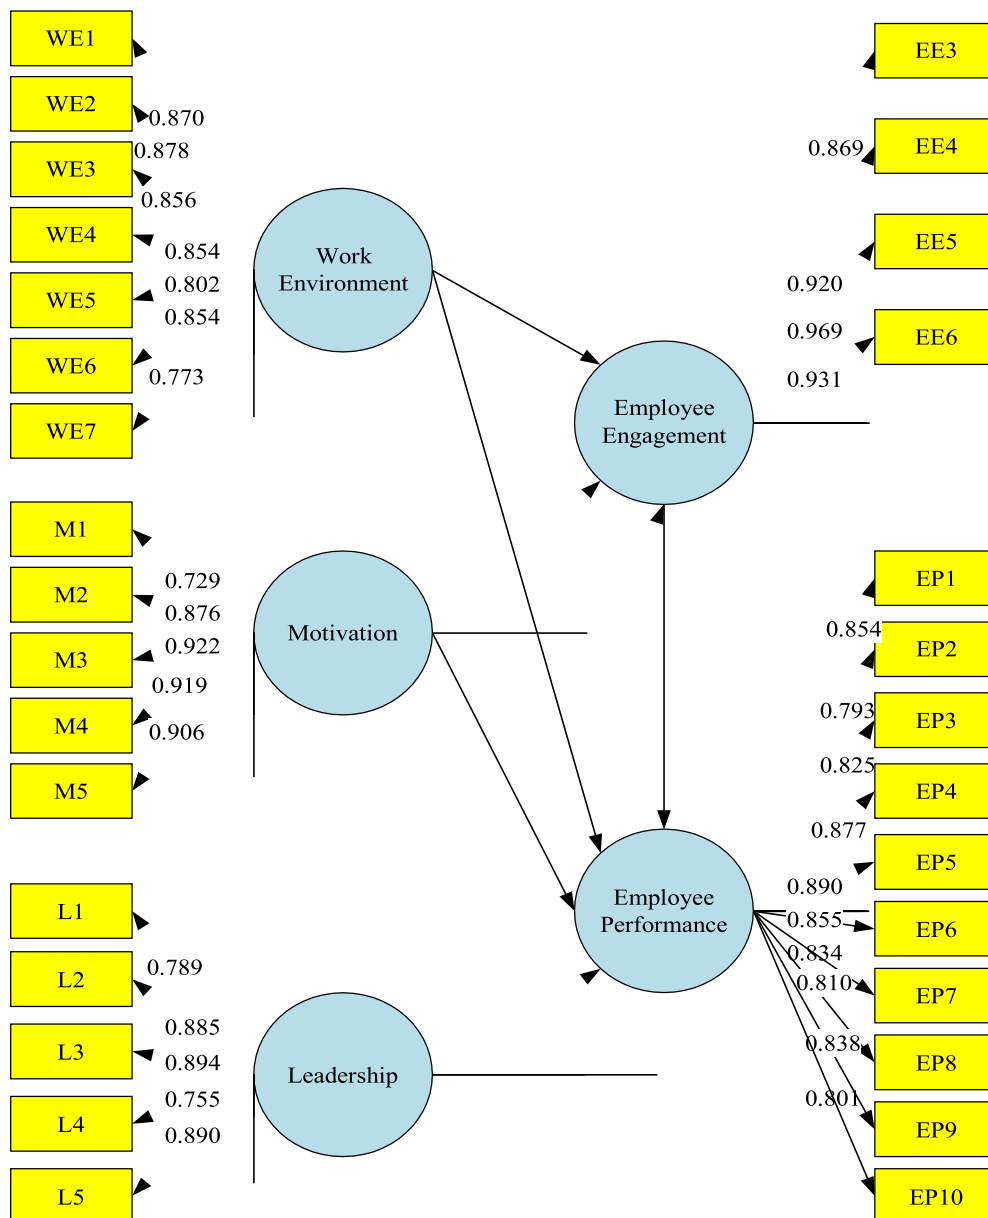 WE1
WE2
WE3
WE4
WE5
WE6
WE7
0.870
0.878
0.856
0.854
0.802
0.854
0.773
M1
M2
M3
M4
M5
0.729
0.876
0.922
0.919
0.906
L1
L2
L3
L4
L5
0.789
0.885
0.894
0.755
0.890
Work
Environment
Motivation
Leadership
Employee
Engagement
Employee
Performance
EE3
EE4
EE5
EE6
0.869
0.920
0.969
0.931
EP1
EP2
EP3
EP4
EP5
EP6
EP7
EP8
EP9
EP10
0.854
0.793
0.825
0.877
0.890
0.855
0.834
0.810
0.838
0.801